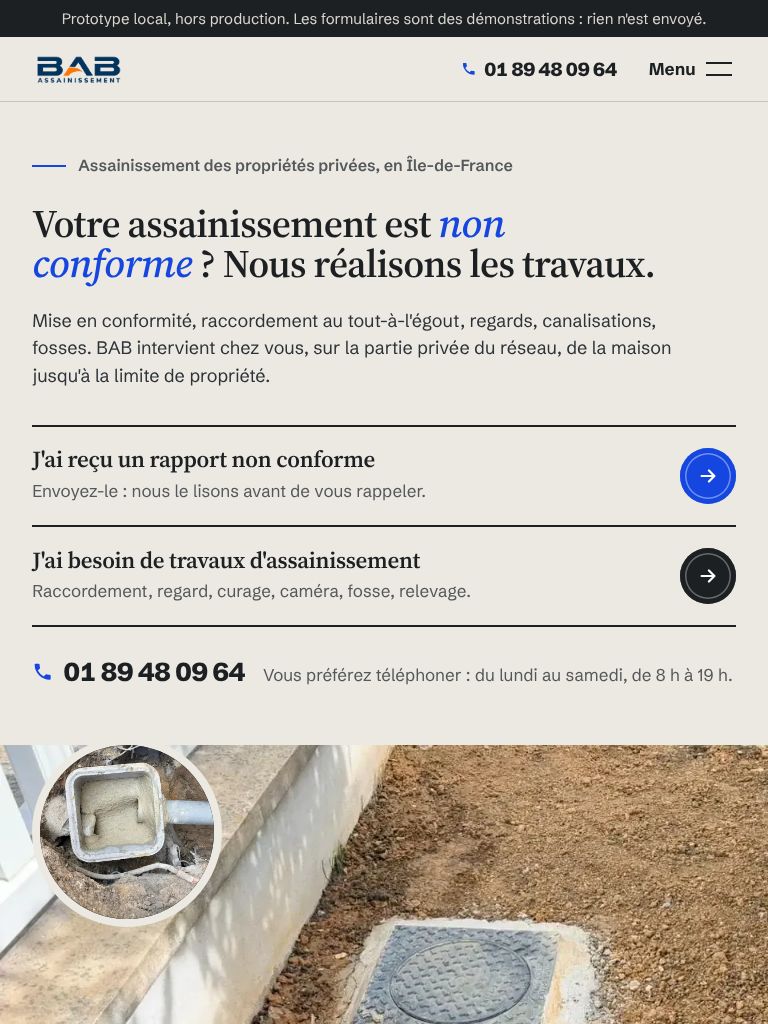 Prototype local, hors production. Les formulaires sont des démonstrations : rien n'est envoyé.
BAB
ASSAINISSEMENT
01 89 48 09 64
Menu
Assainissement des propriétés privées, en Île-de-France
Votre assainissement est non
conforme ? Nous réalisons les travaux.
Mise en conformité, raccordement au tout-à-l'égout, regards, canalisations,
fosses. BAB intervient chez vous, sur la partie privée du réseau, de la maison
jusqu'à la limite de propriété.
J'ai reçu un rapport non conforme
Envoyez-le : nous le lisons avant de vous rappeler.
J'ai besoin de travaux d'assainissement
Raccordement, regard, curage, caméra, fosse, relevage.
01 89 48 09 64 Vous préférez téléphoner : du lundi au samedi, de 8 h à 19 h.